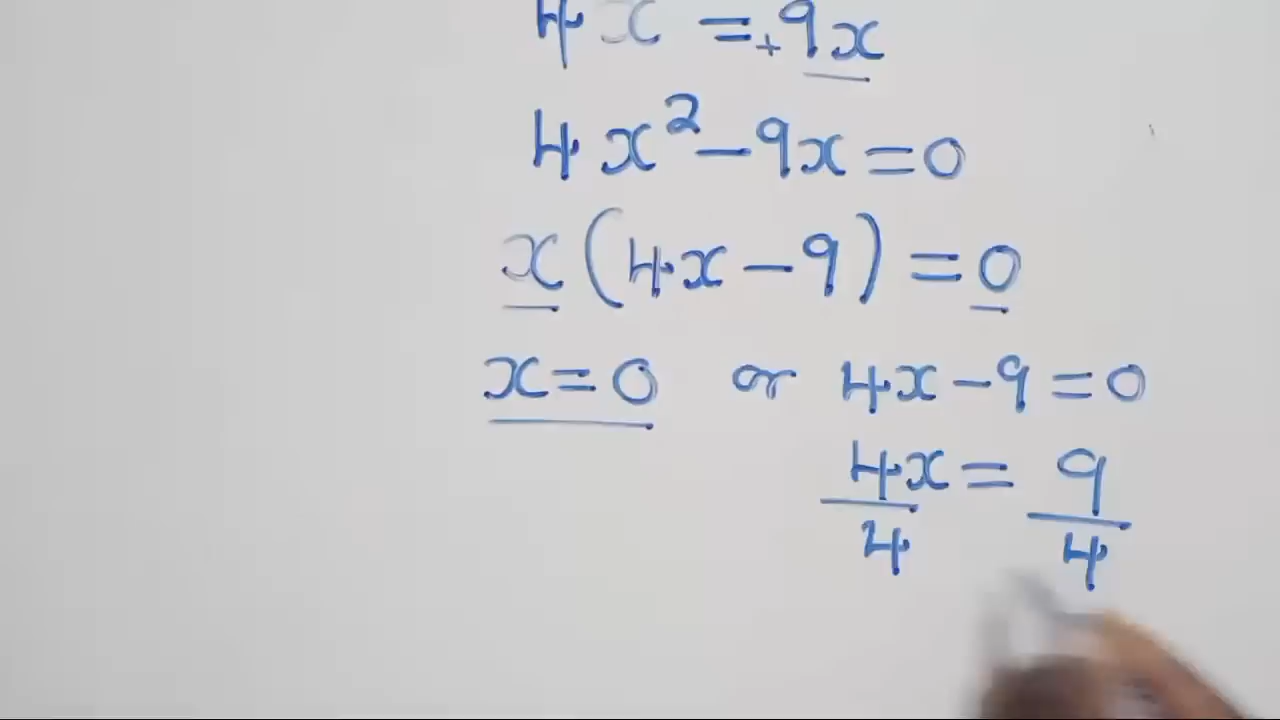 4x = +9x
4x² - 9x = 0
x(4x - 9) = 0
x = 0 or 4x - 9 = 0
4x/4 = 9/4